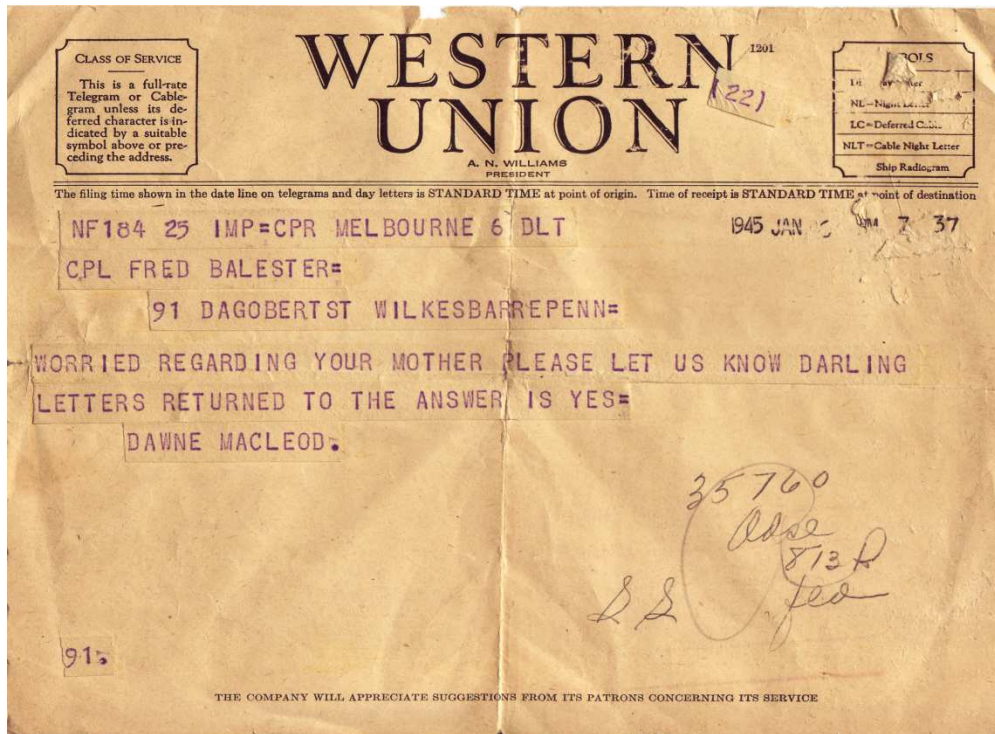 CLASS OF SERVICE
This is a full-rate
Telegram or Cable-
gram unless its de-
ferred character is in-
dicated by a suitable
symbol above or pre-
ceding the address.
WESTERN
UNION
1201
(22)
A. N. WILLIAMS
PRESIDENT
NL=Night Letter
LC=Deferred Cable
NLT=Cable Night Letter
Ship Radiogram
The filing time shown in the date line on telegrams and day letters is STANDARD TIME at point of origin. Time of receipt is STANDARD TIME at point of destination
NF184 25 IMP=CPR MELBOURNE 6 DLT
1945 JAN 7 37
CPL FRED BALESTER=
91 DAGOBERTST WILKESBARREPENN=
WORRIED REGARDING YOUR MOTHER PLEASE LET US KNOW DARLING
LETTERS RETURNED TO THE ANSWER IS YES=
DAWNE MACLEOD.
35760
813
91.
THE COMPANY WILL APPRECIATE SUGGESTIONS FROM ITS PATRONS CONCERNING ITS SERVICE